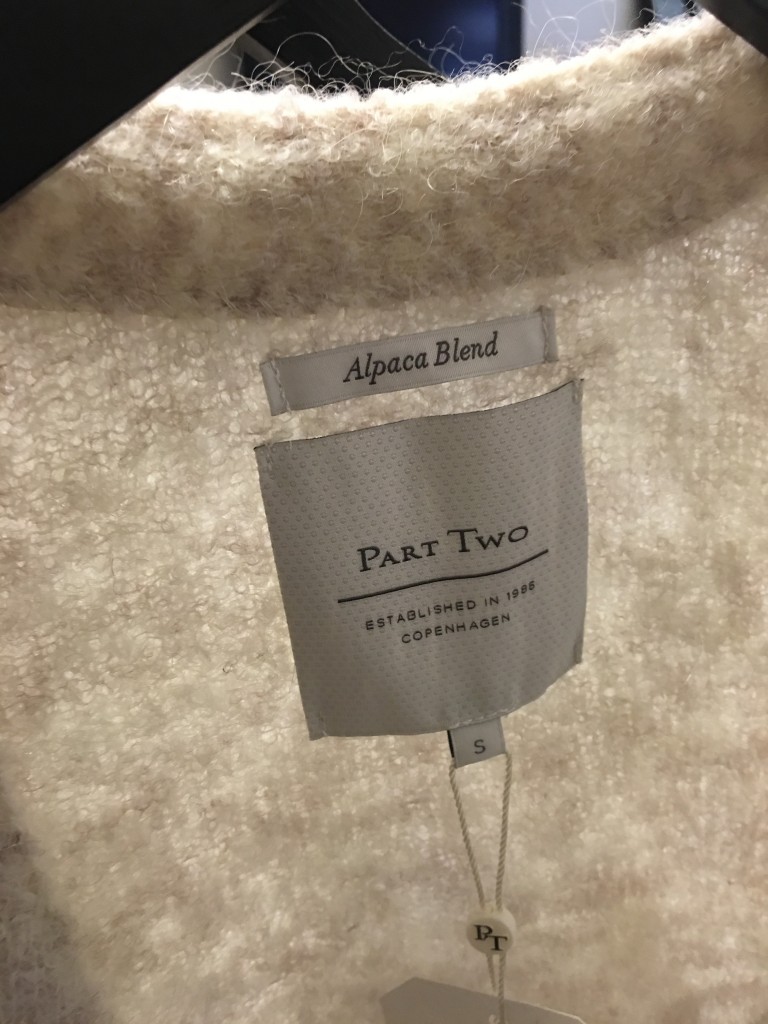 Alpaca Blend
PART TWO
ESTABLISHED IN 1986
COPENHAGEN
S
PT